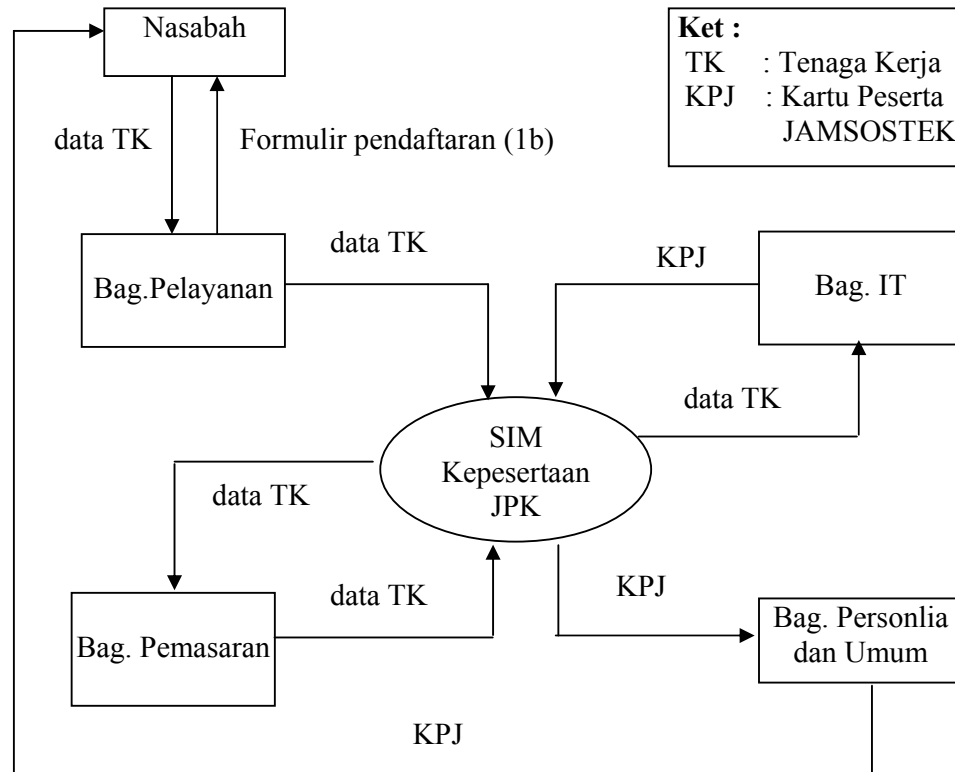 Nasabah
Ket :
TK : Tenaga Kerja
KPJ : Kartu Peserta
JAMSOSTEK
data TK
Formulir pendaftaran (1b)
data TK
KPJ
Bag.Pelayanan
Bag. IT
data TK
SIM
Kepesertaan
JPK
data TK
data TK
KPJ
Bag. Pemasaran
Bag. Personlia
dan Umum
KPJ